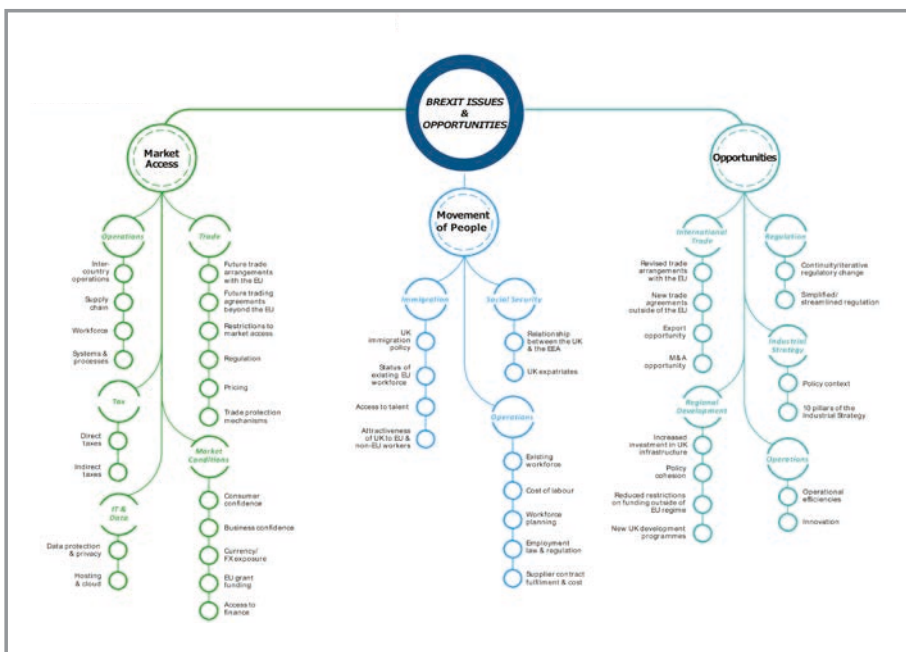 BREXIT ISSUES
&
OPPORTUNITIES
Market
Access
Operations
Inter-
country
operations
Supply
chain
Workforce
Systems &
processes
Trade
Future trade
arrangements
with the EU
Future trading
agreements
beyond the EU
Restrictions to
market access
Regulation
Pricing
Trade protection
mechanisms
Tax
Direct
taxes
Indirect
taxes
Market
Conditions
Consumer
confidence
Business confidence
Currency/
FX exposure
EU grant
funding
Access to
finance
IT &
Data
Data protection
& privacy
Hosting
& cloud
Movement
of People
Immigration
UK
immigration
policy
Status of
existing EU
workforce
Access to talent
Attractiveness
of UK to EU &
non-EU workers
Social Security
Relationship
between the UK
& the EEA
UK expatriates
Operations
Existing
workforce
Cost of labour
Workforce
planning
Employment
law & regulation
Supplier contract
fulfilment & cost
Opportunities
International
Trade
Revised trade
arrangements
with the EU
New trade
agreements
outside of the EU
Export
opportunity
M&A
opportunity
Regulation
Continuity/iterative
regulatory change
Simplified/
streamlined regulation
Industrial
Strategy
Policy context
10 pillars of the
Industrial Strategy
Regional
Development
Increased
investment in UK
infrastructure
Policy
cohesion
Reduced restrictions
on funding outside of
EU regime
New UK development
programmes
Operations
Operational
efficiencies
Innovation